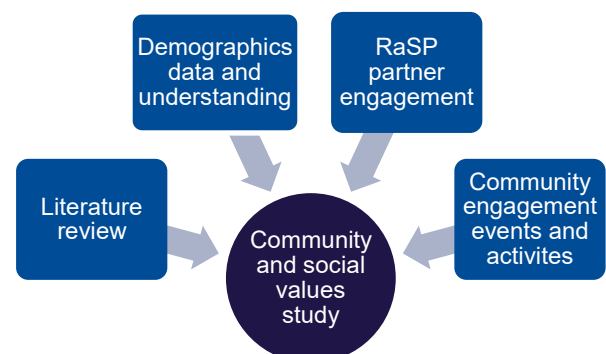 Demographics
data and
understanding
RaSP
partner
engagement
Literature
review
Community
engagement
events and
activites
Community
and social
values
study